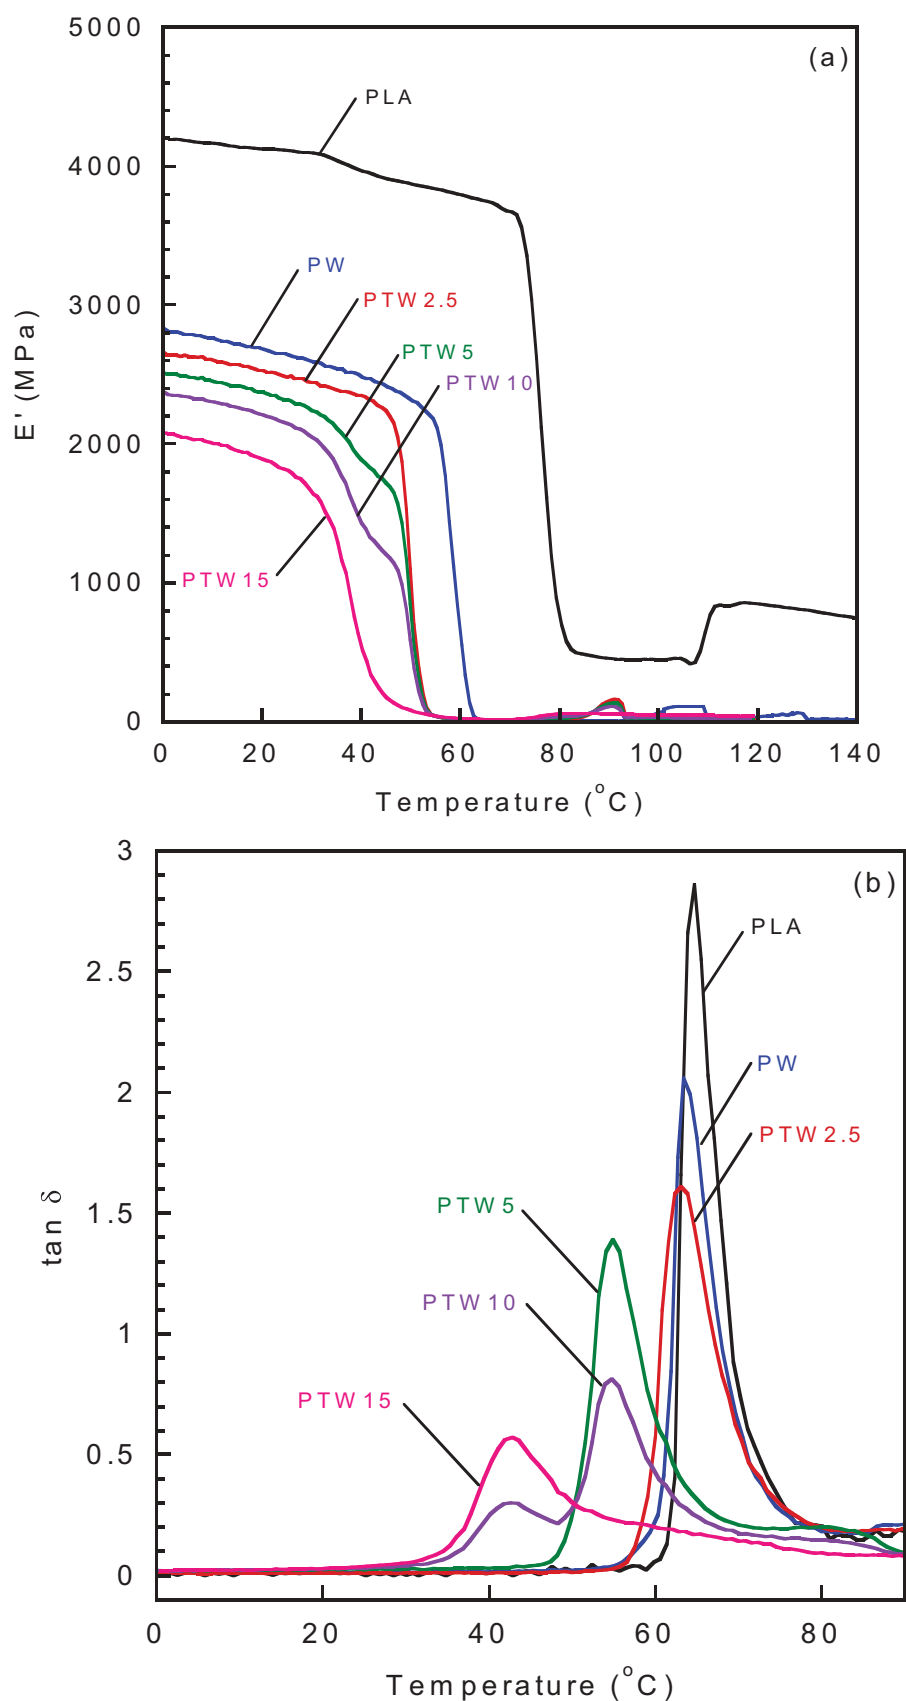 5000
(a)
PLA
4000
PW
3000
PTW 2.5
PTW 5
PTW 10
E' (MPa)
2000
PTW 15
1000
0
0 20 40 60 80 100 120 140
Temperature (°C)
3
(b)
PLA
2.5
PW
2
PTW 2.5
PTW 5
1.5
tan δ
PTW 10
1
PTW 15
0.5
0
0 20 40 60 80
Temperature (°C)